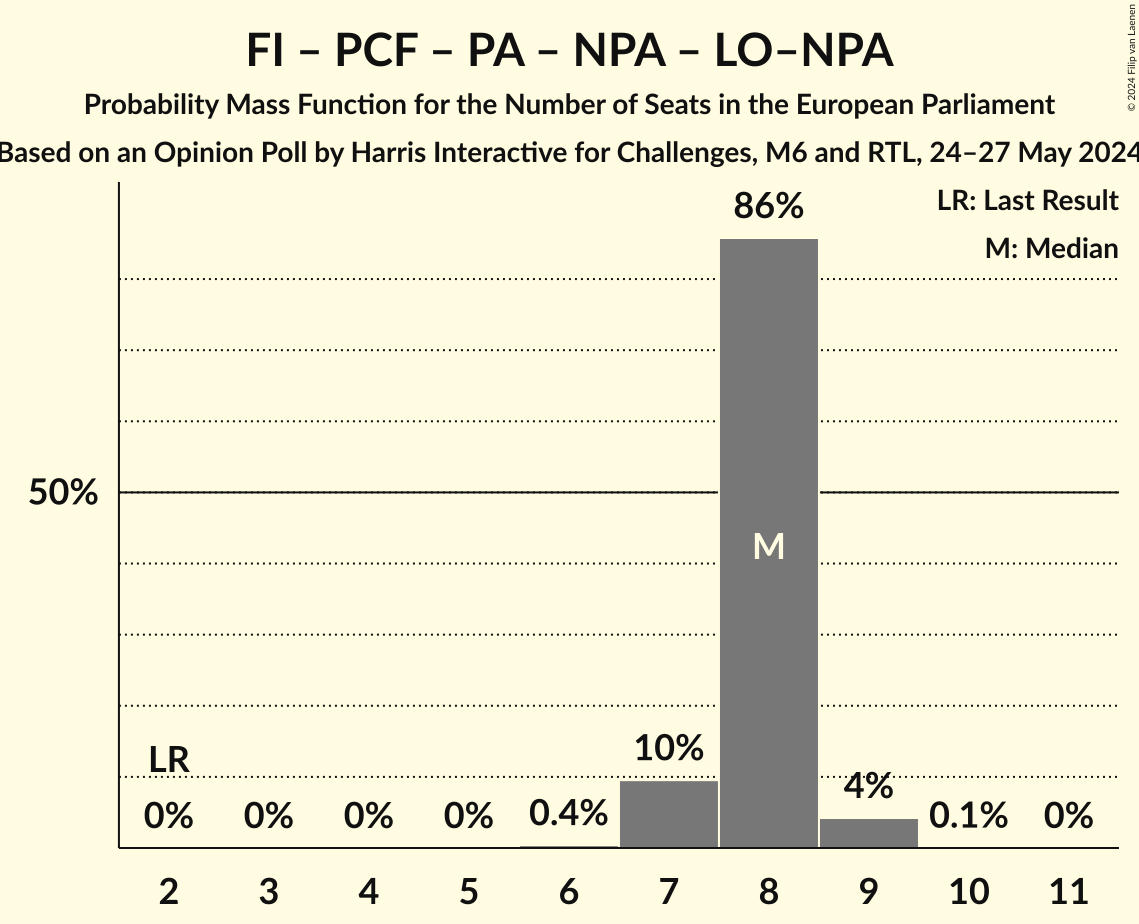 FI – PCF – PA – NPA – LO–NPA
Probability Mass Function for the Number of Seats in the European Parliament
Based on an Opinion Poll by Harris Interactive for Challenges, M6 and RTL, 24–27 May 2024
© 2024 Filip van Laenen
LR: Last Result
M: Median
86%
50%
M
LR
10%
4%
0% 0% 0% 0% 0.4% 0.1% 0%
2 3 4 5 6 7 8 9 10 11